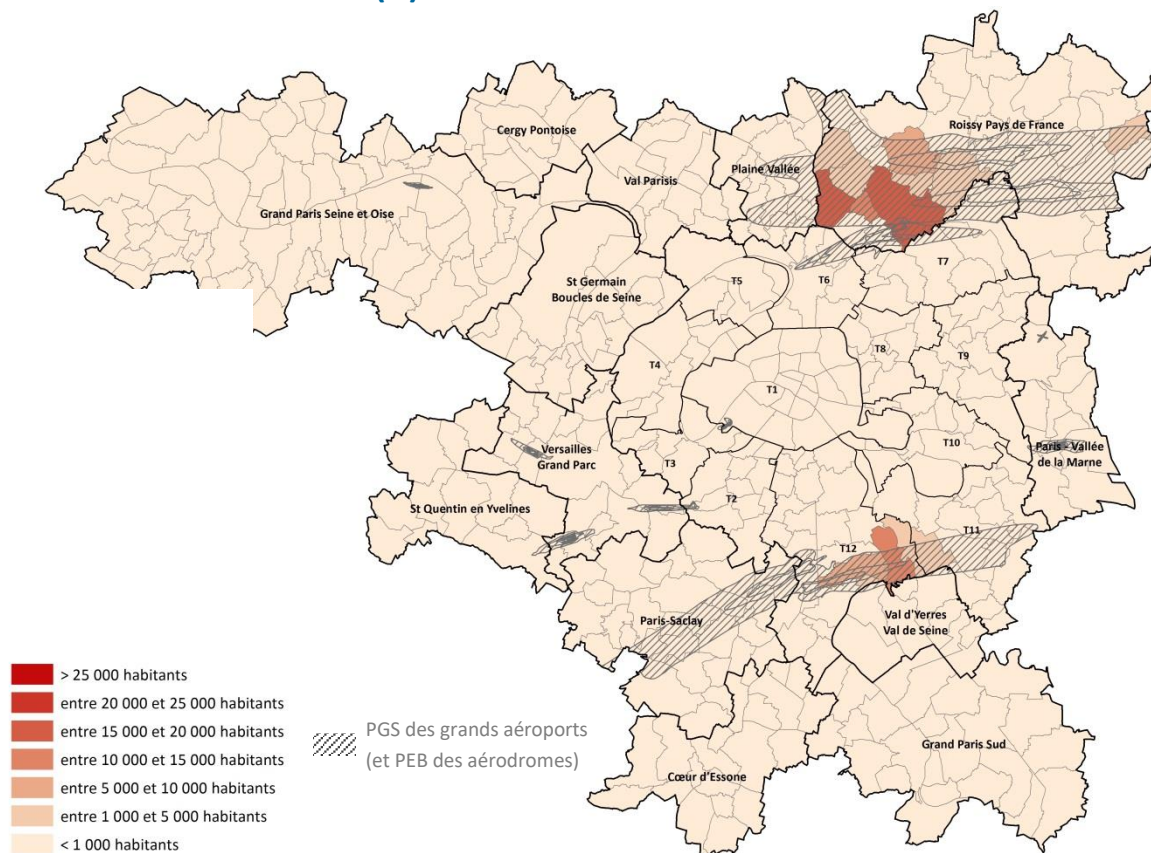 Cergy Pontoise
Roissy Pays de France
Plaine Vallée
Val Parisis
Grand Paris Seine et Oise
T7
T5
T6
St Germain
Boucles de Seine
T8
T9
T4
T1
T10
Versailles
Grand Parc
Paris - Vallée
de la Marne
T3
T2
St Quentin en Yvelines
T11
T12
Val d'Yerres
Val de Seine
Paris-Saclay
Grand Paris Sud
Cœur d'Essone
> 25 000 habitants
entre 20 000 et 25 000 habitants
entre 15 000 et 20 000 habitants
entre 10 000 et 15 000 habitants
entre 5 000 et 10 000 habitants
entre 1 000 et 5 000 habitants
< 1 000 habitants
PGS des grands aéroports
(et PEB des aérodromes)